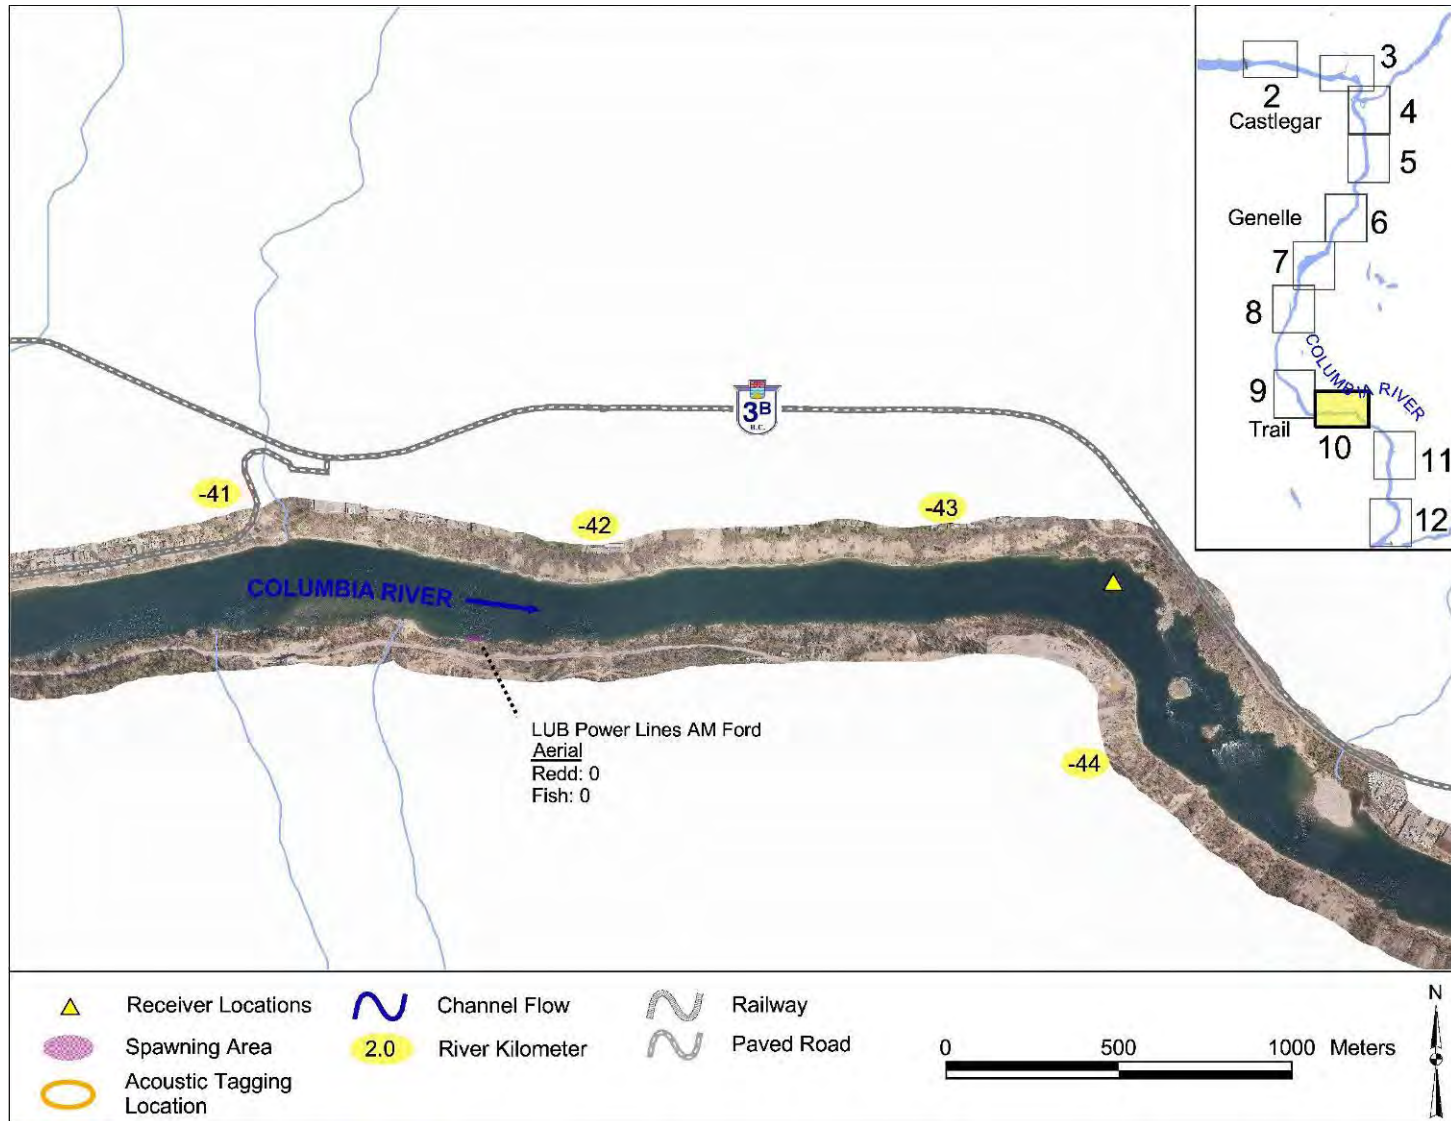 3
2
Castlegar
4
5
Genelle
6
7
8
COLUMBIA RIVER
9
Trail
10
11
12
3B
B.C.
-41
-42
-43
COLUMBIA RIVER
-44
LUB Power Lines AM Ford
Aerial
Redd: 0
Fish: 0
Receiver Locations
Channel Flow
Railway
Spawning Area
2.0
River Kilometer
Paved Road
Acoustic Tagging
Location
0
500
1000 Meters
N